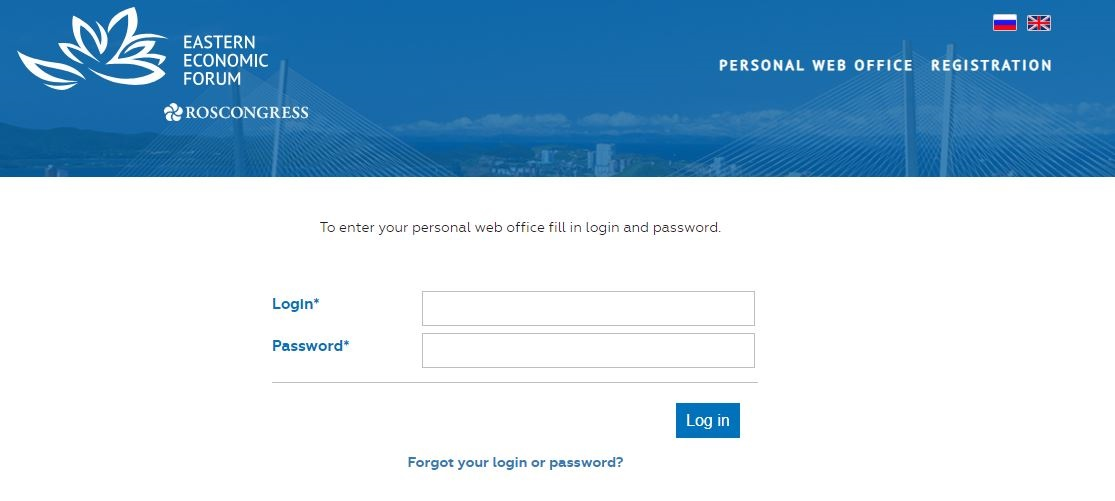 EASTERN
ECONOMIC
FORUM
ROSCONGRESS
PERSONAL WEB OFFICE REGISTRATION
To enter your personal web office fill in login and password.
Login*
Password*
Log in
Forgot your login or password?